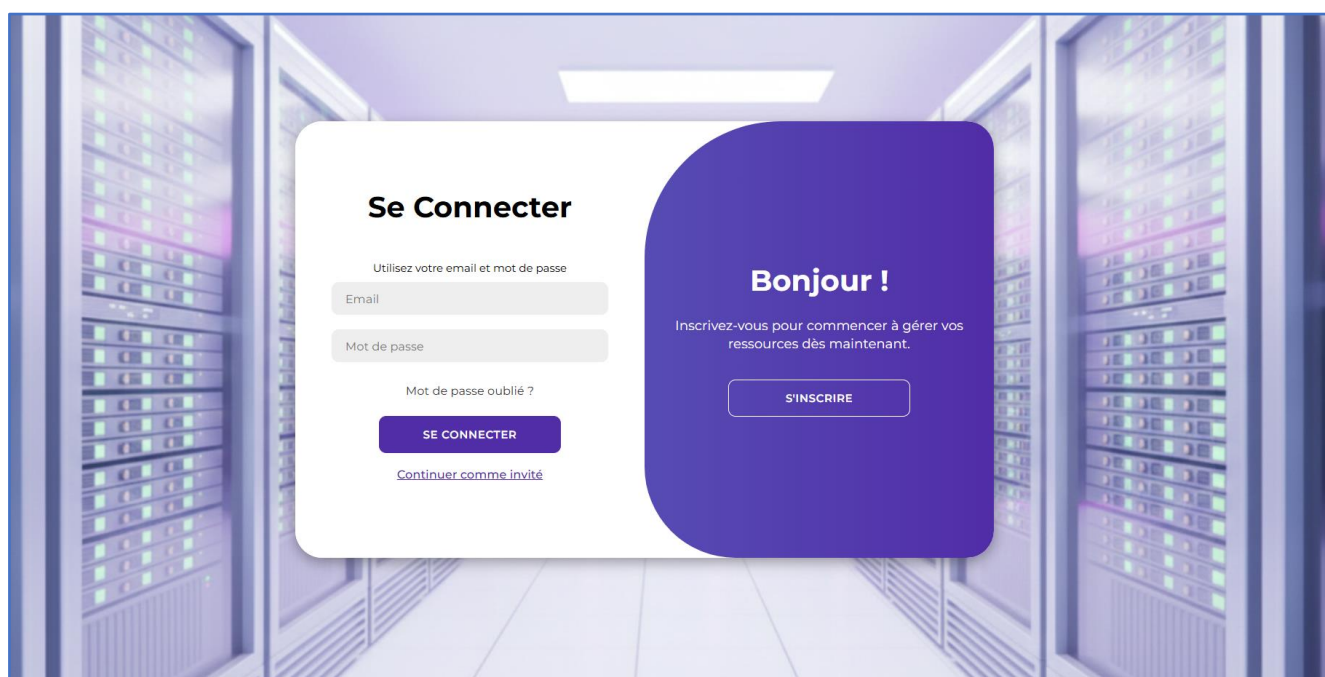 Se Connecter
Utilisez votre email et mot de passe
Email
Mot de passe
Mot de passe oublié ?
SE CONNECTER
Continuer comme invité
Bonjour !
Inscrivez-vous pour commencer à gérer vos
ressources dès maintenant.
S'INSCRIRE